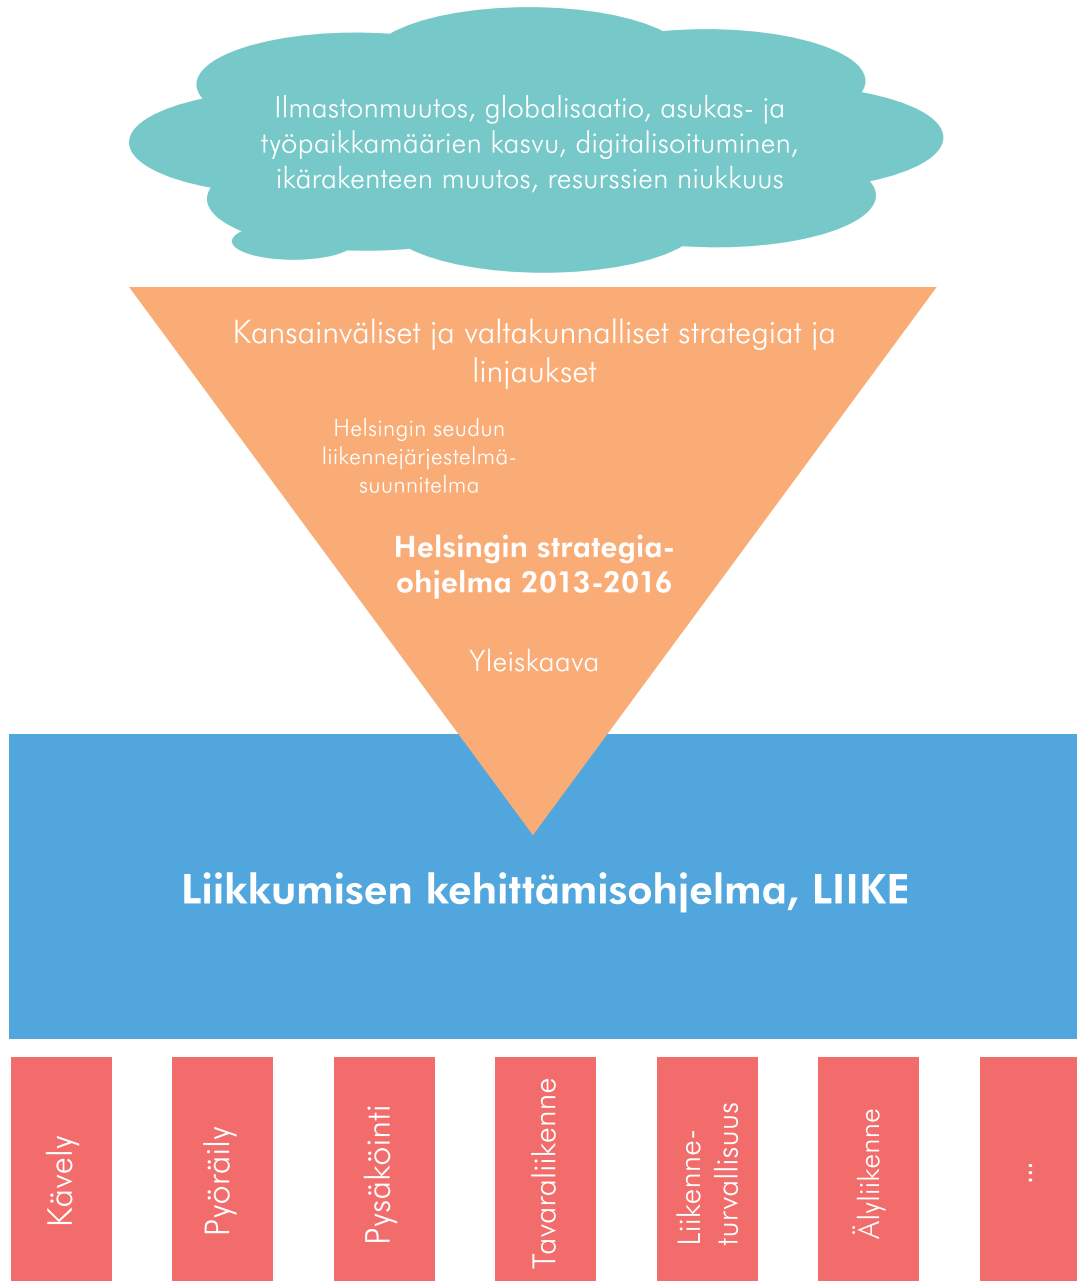 Ilmastonmuutos, globalisaatio, asukas- ja
työpaikkamäärien kasvu, digitalisoituminen,
ikärakenteen muutos, resurssien niukkuus
Kansainväliset ja valtakunnalliset strategiat ja
linjaukset
Helsingin seudun
liikennejärjestelmä-
suunnitelma
Helsingin strategia-
ohjelma 2013-2016
Yleiskaava
Liikkumisen kehittämisohjelma, LIIKE
Kävely
Pyöräily
Pysäköinti
Tavaraliikenne
Liikenne-
turvallisuus
Älyliikenne
...